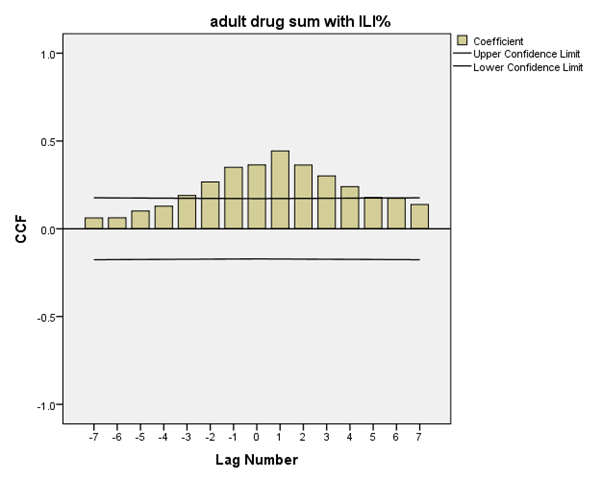 adult drug sum with ILI%
Coefficient
Upper Confidence Limit
Lower Confidence Limit
1.0
0.5
0.0
-0.5
-1.0
CCF
-7 -6 -5 -4 -3 -2 -1 0 1 2 3 4 5 6 7
Lag Number